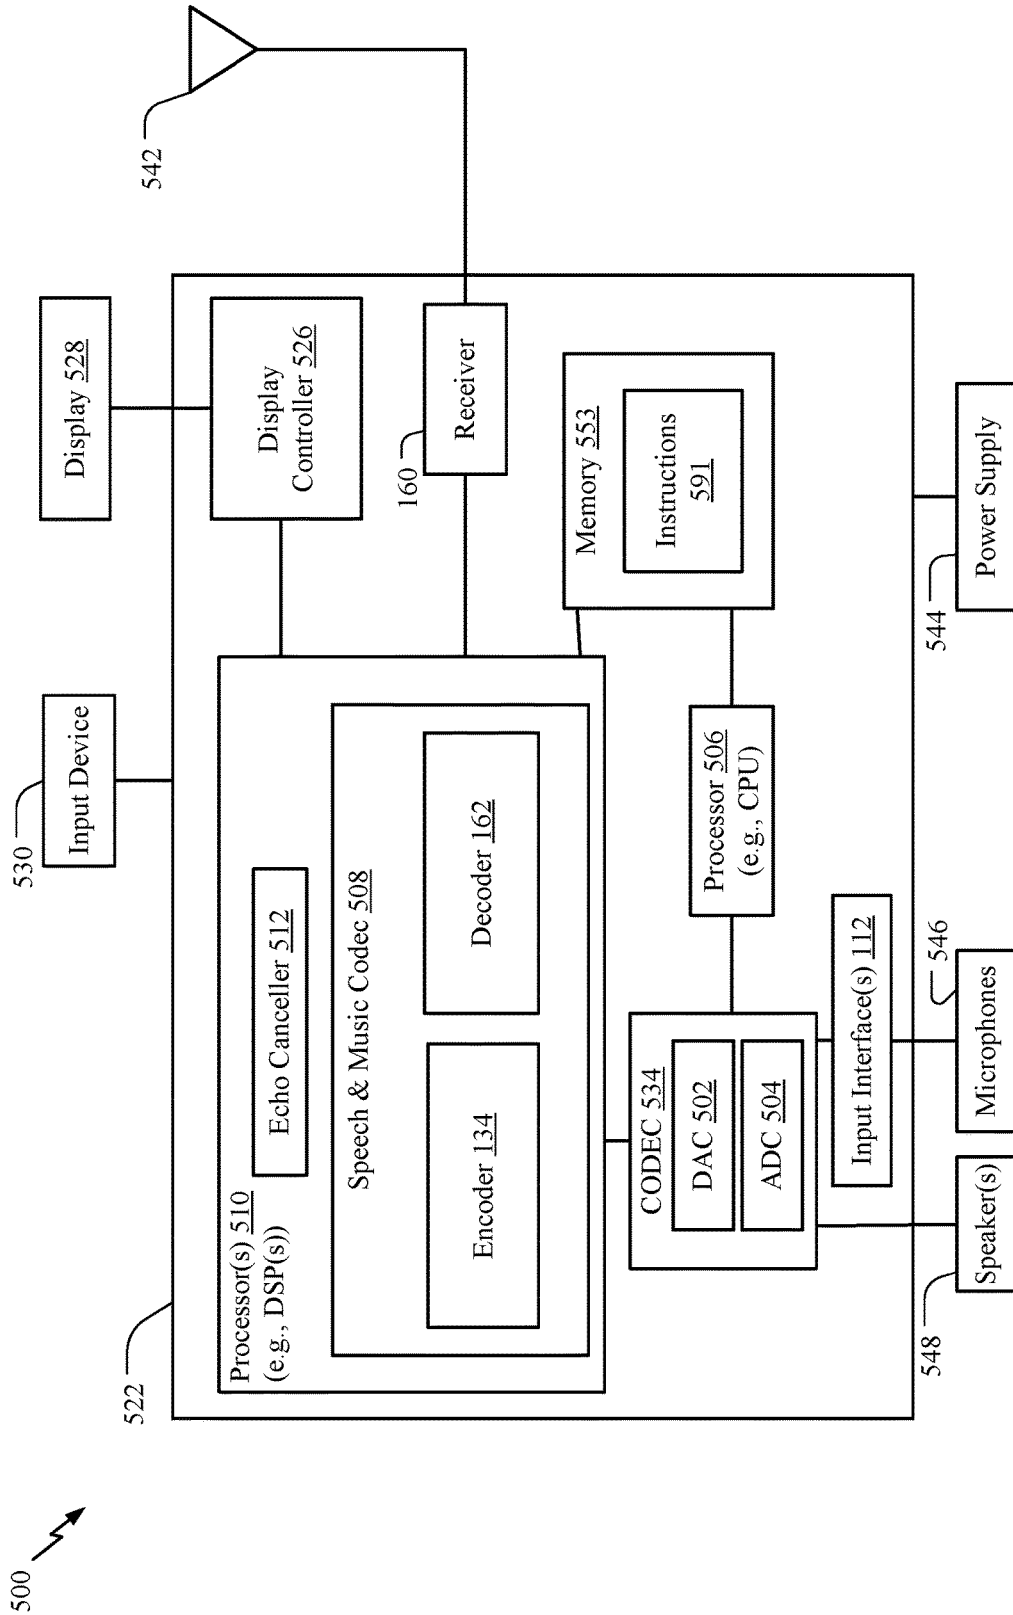 500
522
530
Input Device
Display 528
542
Processor(s) 510
(e.g., DSP(s))
Echo Canceller 512
Speech & Music Codec 508
Encoder 134
Decoder 162
Display
Controller 526
160
Receiver
Memory 553
Instructions
591
CODEC 534
DAC 502
ADC 504
Processor 506
(e.g., CPU)
Input Interface(s) 112
548
Speaker(s)
546
Microphones
544
Power Supply